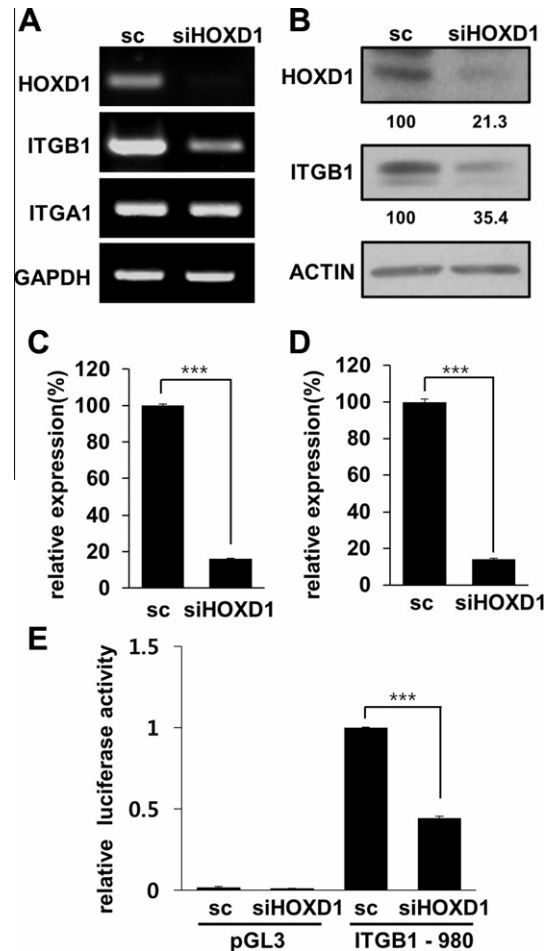 A
sc siHOXD1
HOXD1
ITGB1
ITGA1
GAPDH
B
sc siHOXD1
HOXD1
100 21.3
ITGB1
100 35.4
ACTIN
C
relative expression(%)
120
100
80
60
40
20
0
***
sc siHOXD1
D
relative expression(%)
120
100
80
60
40
20
0
***
sc siHOXD1
E
relative luciferase activity
1.5
1
0.5
0
***
sc siHOXD1 sc siHOXD1
pGL3 ITGB1 - 980